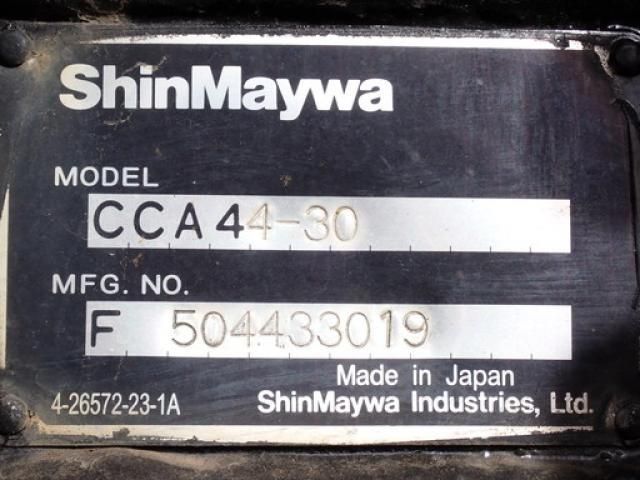 ShinMaywa
MODEL
CCA44-30
MFG. NO.
F 504433019
Made in Japan
4-26572-23-1A
ShinMaywa Industries, Ltd.